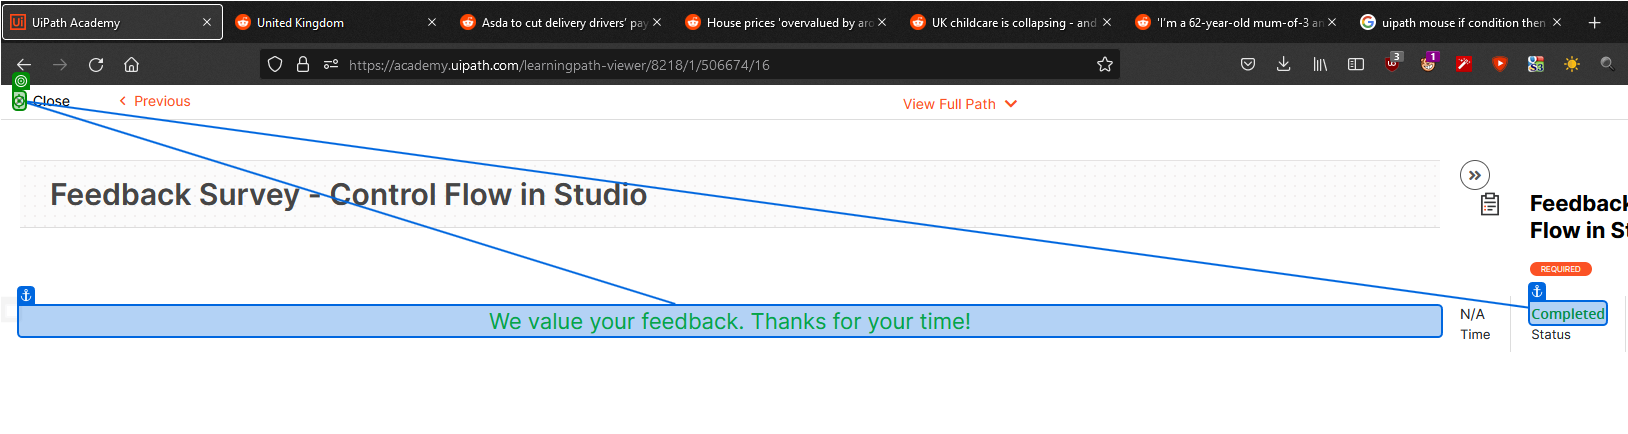 UiPath Academy
United Kingdom
Asda to cut delivery drivers’ pay
House prices 'overvalued by aro
UK childcare is collapsing - and
'I'm a 62-year-old mum-of-3 an
uipath mouse if condition then
https://academy.uipath.com/learningpath-viewer/8218/1/506674/16
3
1
Close
Previous
View Full Path
Feedback Survey - Control Flow in Studio
Feedback
Flow in St
REQUIRED
We value your feedback. Thanks for your time!
N/A
Completed
Time
Status